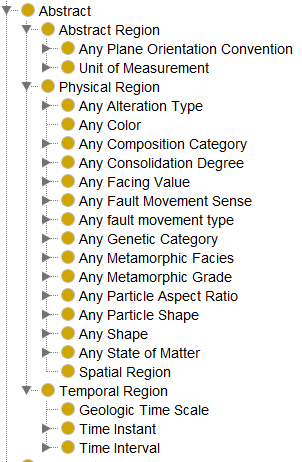 Abstract
Abstract Region
Any Plane Orientation Convention
Unit of Measurement
Physical Region
Any Alteration Type
Any Color
Any Composition Category
Any Consolidation Degree
Any Facing Value
Any Fault Movement Sense
Any fault movement type
Any Genetic Category
Any Metamorphic Facies
Any Metamorphic Grade
Any Particle Aspect Ratio
Any Particle Shape
Any Shape
Any State of Matter
Spatial Region
Temporal Region
Geologic Time Scale
Time Instant
Time Interval